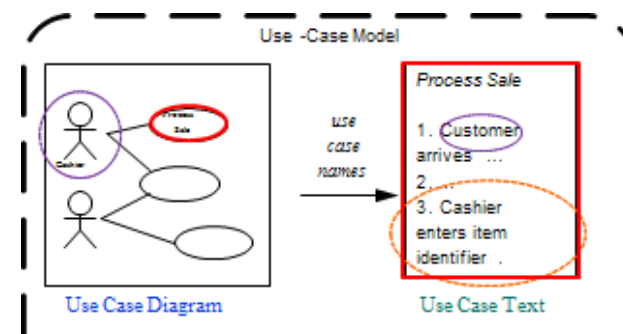 Use -Case Model
Process
Sale
Cashier
use
case
names
Process Sale
1. Customer
arrives ...
2. ...
3. Cashier
enters item
identifier .
Use Case Diagram
Use Case Text